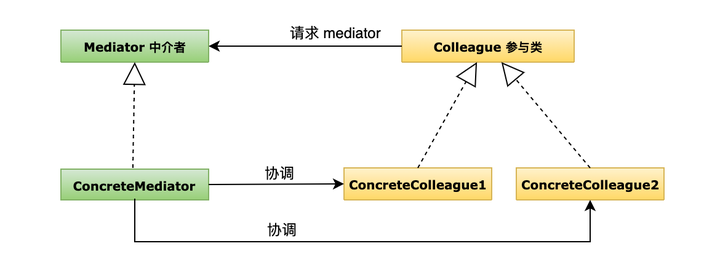 请求 mediator
Mediator 中介者
Colleague 参与类
协调
ConcreteMediator
ConcreteColleague1
ConcreteColleague2
协调